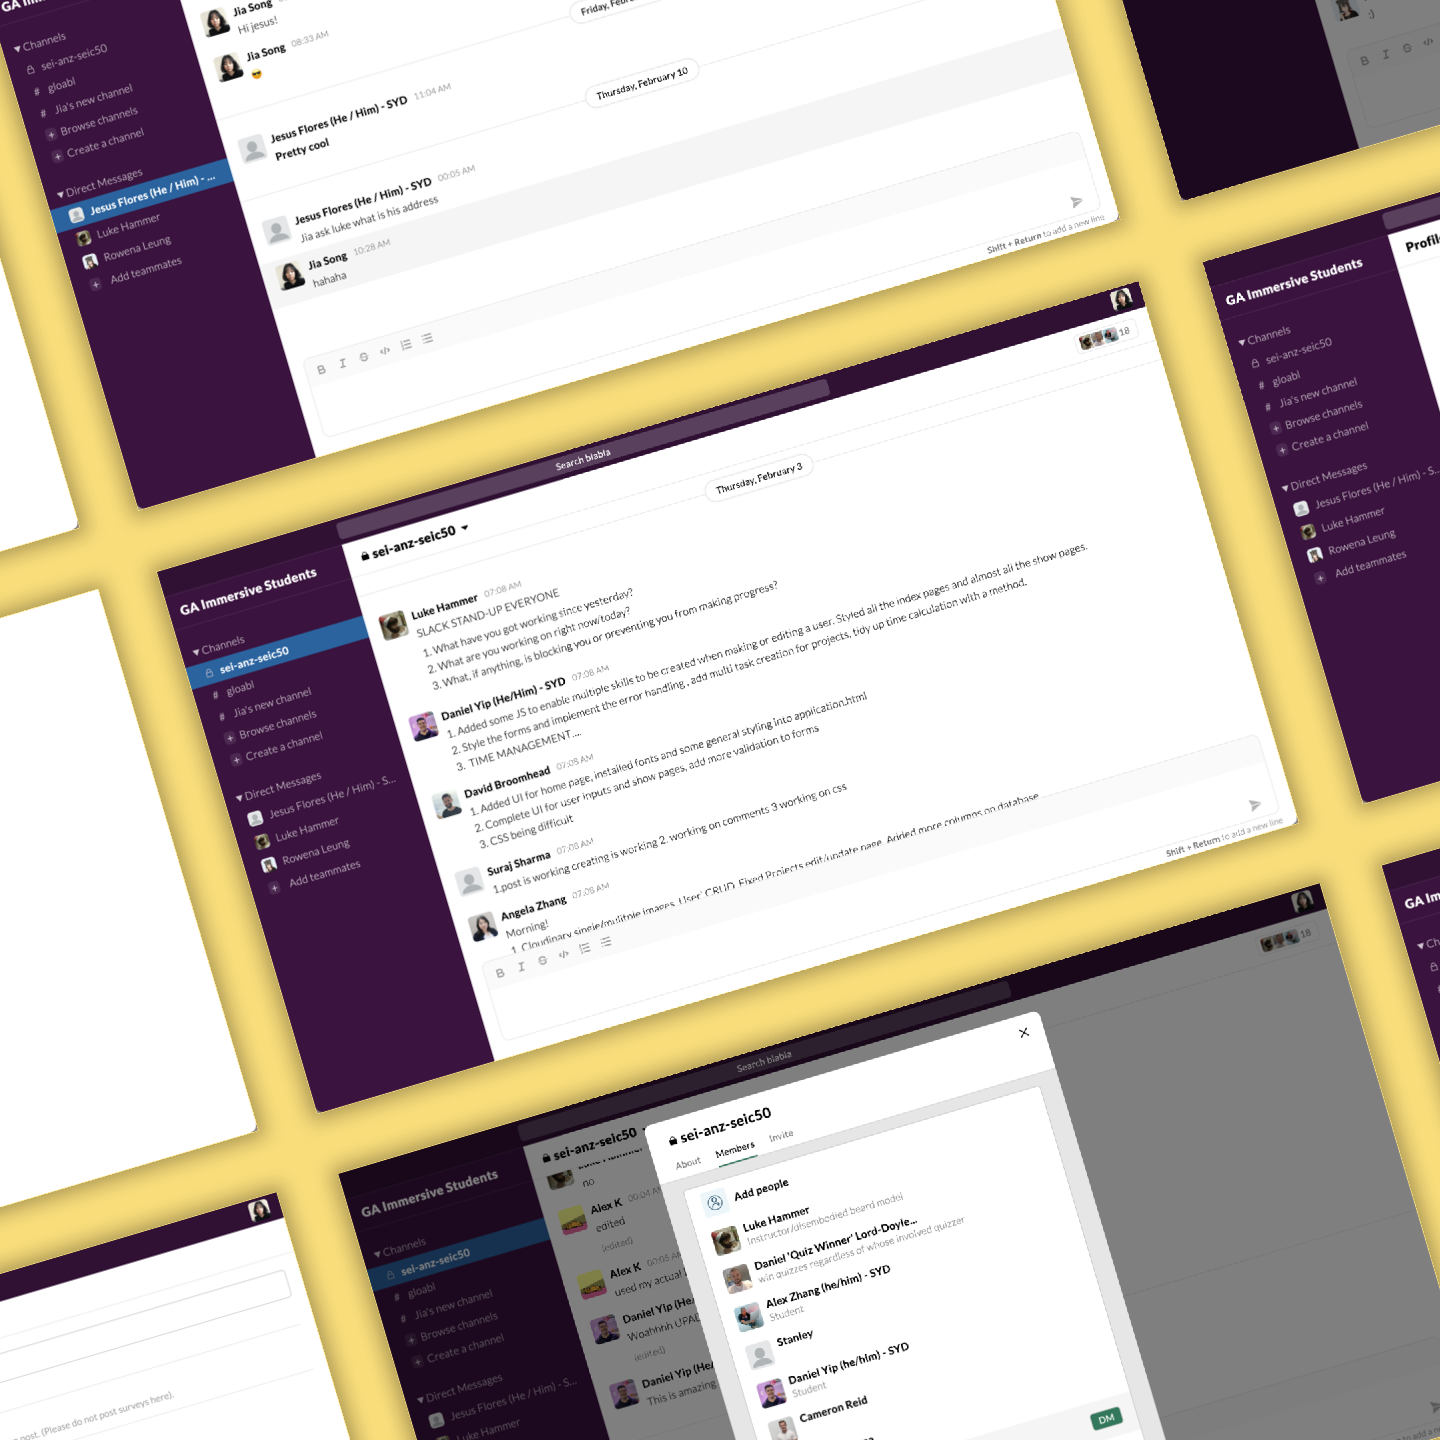 GA Imm
Channels
sei-anz-seic50
# gloabl
# Jia's new channel
+ Browse channels
+ Create a channel
Direct Messages
Jesus Flores (He / Him) - ...
Luke Hammer
Rowena Leung
+ Add teammates
Jia Song
Hi jesus!
Jia Song 08:33 AM
Friday, Febr
Jesus Flores (He / Him) - SYD 11:04 AM
Pretty cool
Thursday, February 10
Jesus Flores (He / Him) - SYD 00:05 AM
Jia ask luke what is his address
Jia Song 10:28 AM
hahaha
B I S </>
Shift + Return to add a new line
:)
B I S </>
Search blabla
GA Immersive Students
Channels
sei-anz-seic50
# gloabl
# Jia's new channel
+ Browse channels
+ Create a channel
Direct Messages
Jesus Flores (He / Him) - S...
Luke Hammer
Rowena Leung
+ Add teammates
sei-anz-seic50
18
Thursday, February 3
Luke Hammer 07:08 AM
SLACK STAND-UP EVERYONE
1. What have you got working since yesterday?
2. What are you working on right now/today?
3. What, if anything, is blocking you or preventing you from making progress?
Daniel Yip (He/Him) - SYD 07:08 AM
1. Added some JS to enable multiple skills to be created when making or editing a user. Styled all the index pages and almost all the show pages.
2. Style the forms and implement the error handling , add multi task creation for projects, tidy up time calculation with a method.
3. TIME MANAGEMENT....
David Broomhead 07:08 AM
1. Added UI for home page, installed fonts and some general styling into application.html
2. Complete UI for user inputs and show pages, add more validation to forms
3. CSS being difficult
Suraj Sharma 07:08 AM
1.post is working creating is working 2. working on comments 3 working on css
Angela Zhang 07:08 AM
Morning!
1. Cloudinary single/mulitple images. User' CRUD. Fixed Projects edit/update page. Added more columns on database
B I S </>
Shift + Return to add a new line
GA Immersive Students
Profil
Channels
sei-anz-seic50
# gloabl
# Jia's new channel
+ Browse channels
+ Create a channel
Direct Messages
Jesus Flores (He / Him) - S...
Luke Hammer
Rowena Leung
+ Add teammates
post. (Please do not post surveys here).
Search blabla
GA Immersive Students
Channels
sei-anz-seic50
# gloabl
# Jia's new channel
+ Browse channels
+ Create a channel
Direct Messages
Jesus Flores (He / Him) - S...
Luke Hammer
sei-anz-seic50
18
no
Alex K 00:04 AM
edited
(edited)
Alex K 00:05 AM
used my actual
Daniel Yip (He/
Woahhhh UPAD
(edited)
Daniel Yip (He/
This is amazing
sei-anz-seic50
About Members Invite
Add people
Luke Hammer
Instructor/disembodied beard model
Daniel 'Quiz Winner' Lord-Doyle...
win quizzes regardless of whose involved quizzer
Alex Zhang (he/him) - SYD
Student
Stanley
Daniel Yip (he/him) - SYD
Student
Cameron Reid
DM
to add a new
GA Im
Ch